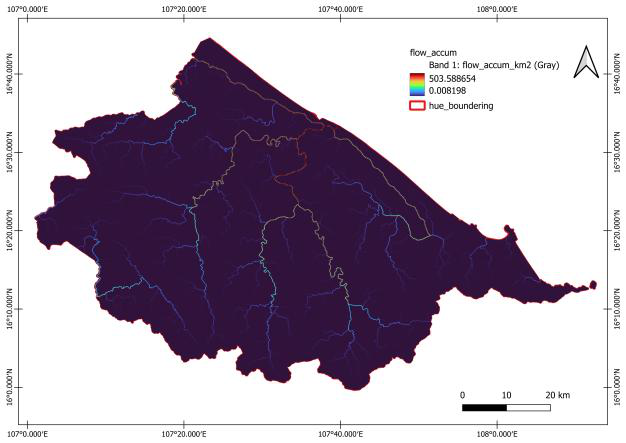 107°0.000'E 107°20.000'E 107°40.000'E 108°0.000'E
flow_accum
Band 1: flow_accum_km2 (Gray)
503.588654
0.008198
hue_boundering
16°40.000'N 16°40.000'N
16°30.000'N 16°30.000'N
16°20.000'N 16°20.000'N
16°10.000'N 16°10.000'N
16°0.000'N 16°0.000'N
0 10 20 km
107°0.000'E 107°20.000'E 107°40.000'E 108°0.000'E